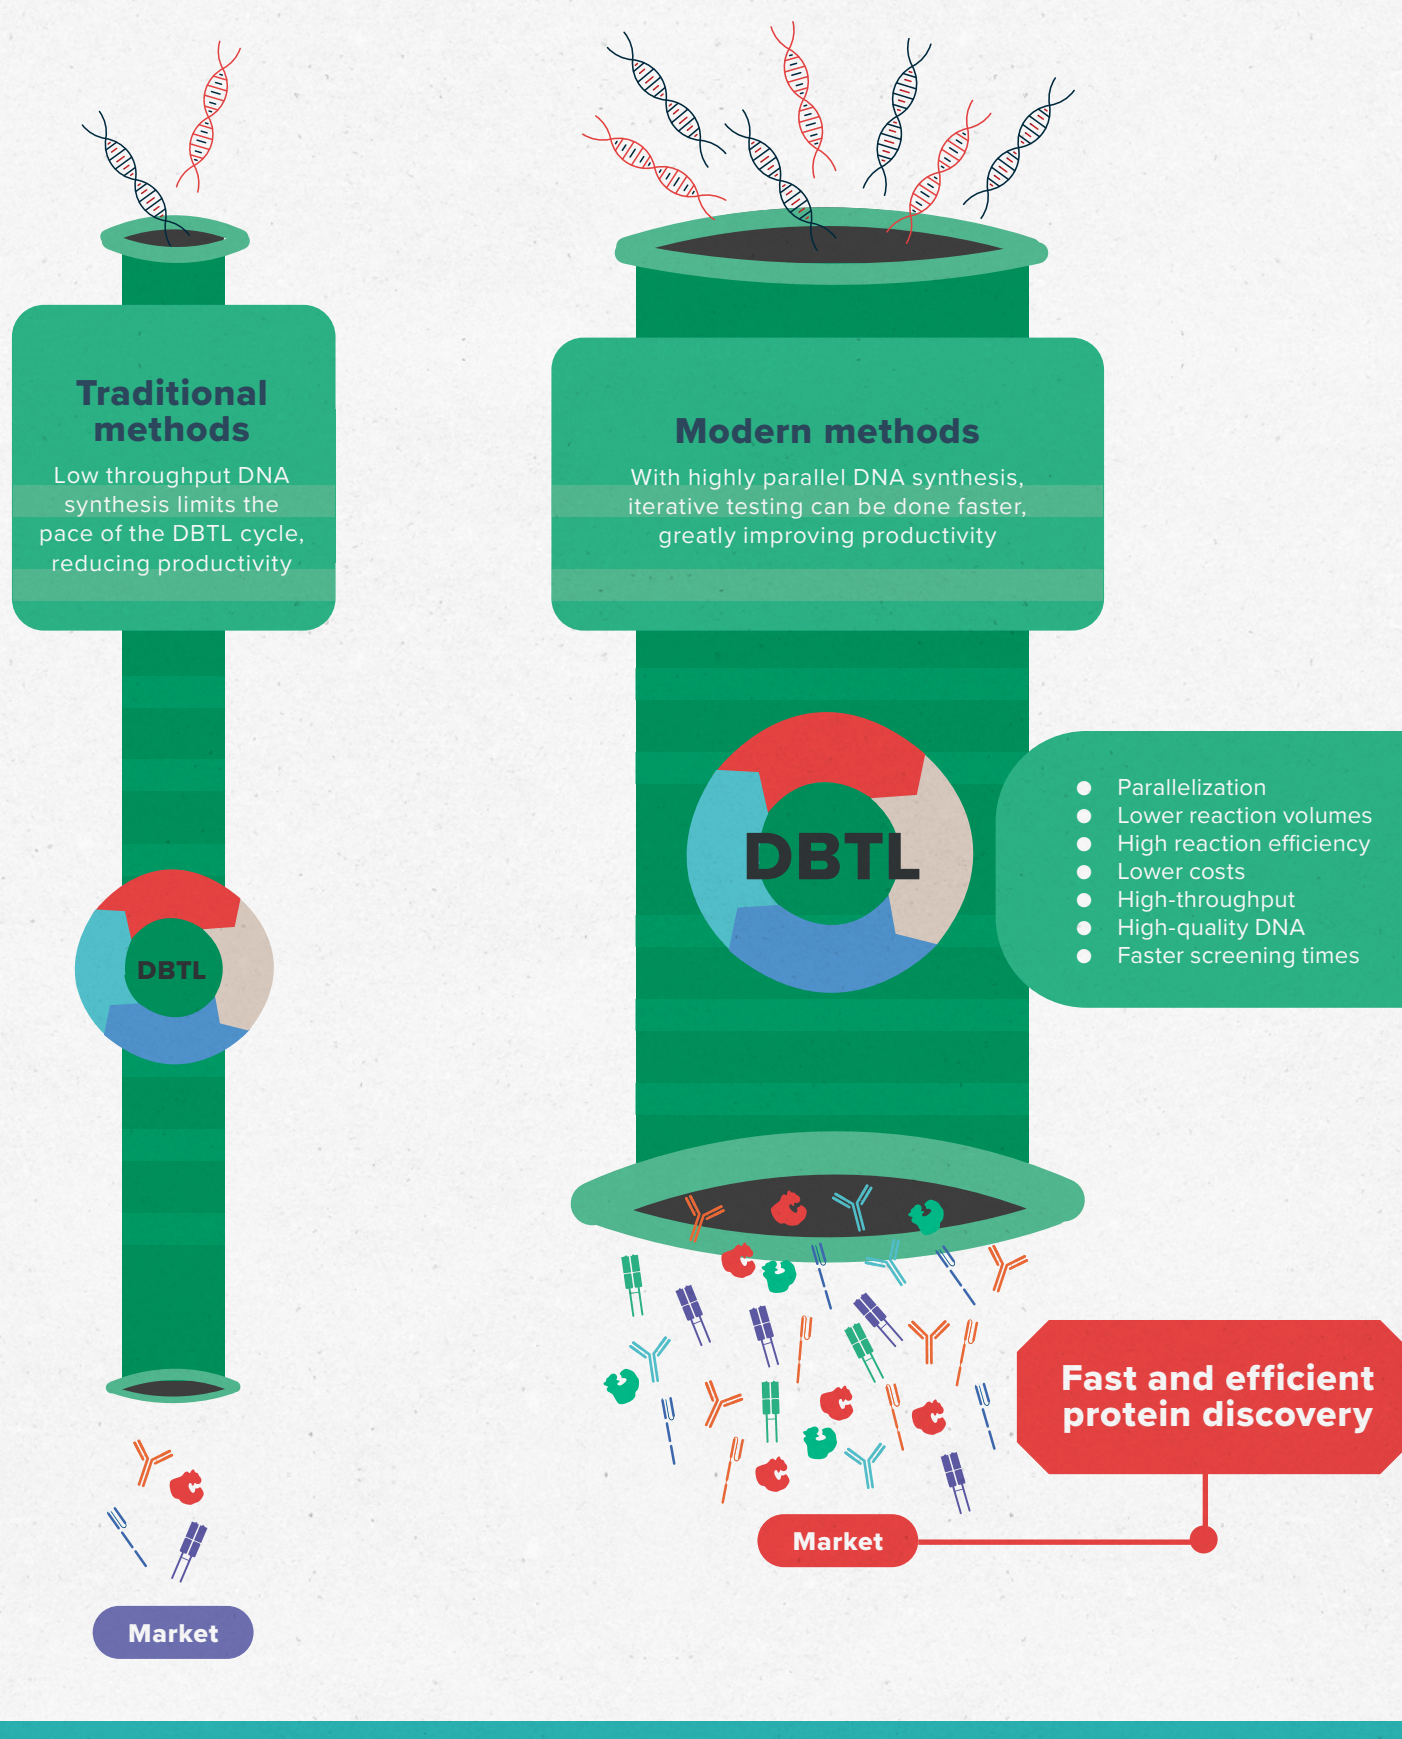 Traditional
methods
Low throughput DNA
synthesis limits the
pace of the DBTL cycle,
reducing productivity
DBTL
Market
Modern methods
With highly parallel DNA synthesis,
iterative testing can be done faster,
greatly improving productivity
DBTL
Parallelization
Lower reaction volumes
High reaction efficiency
Lower costs
High-throughput
High-quality DNA
Faster screening times
Fast and efficient
protein discovery
Market